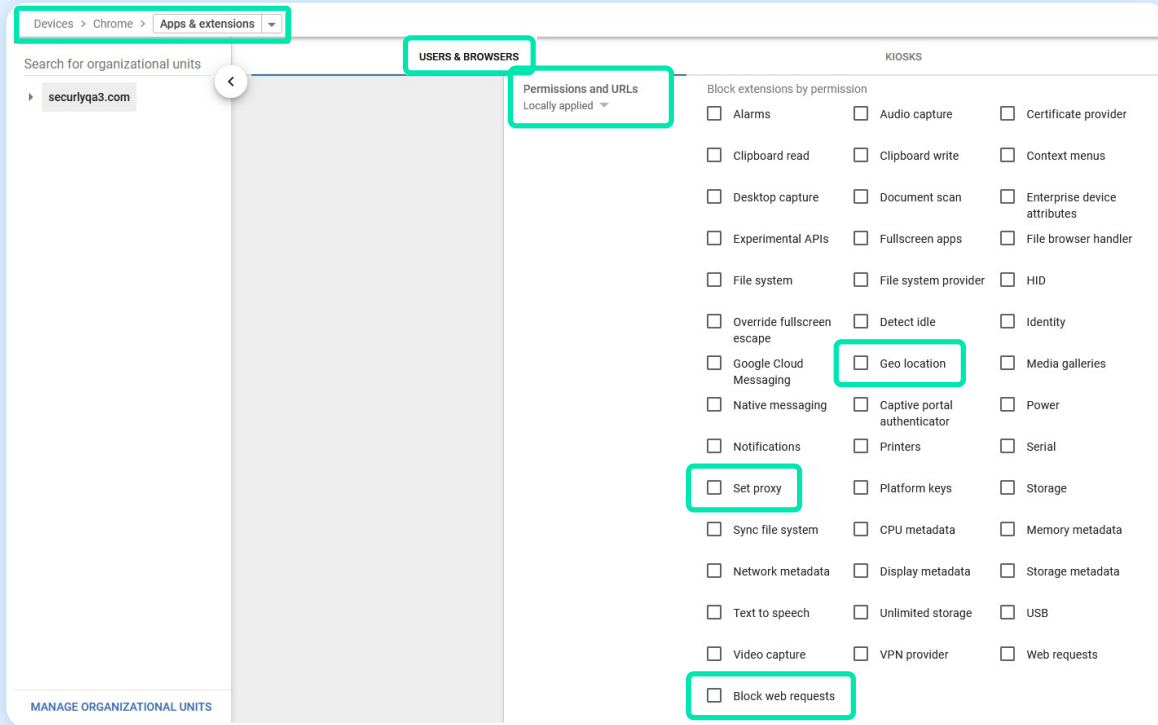 Devices > Chrome > Apps & extensions
Search for organizational units
securlyqa3.com
MANAGE ORGANIZATIONAL UNITS
USERS & BROWSERS
KIOSKS
Permissions and URLs
Locally applied
Block extensions by permission
Alarms
Audio capture
Certificate provider
Clipboard read
Clipboard write
Context menus
Desktop capture
Document scan
Enterprise device
attributes
Experimental APIs
Fullscreen apps
File browser handler
File system
File system provider
HID
Override fullscreen
escape
Detect idle
Identity
Google Cloud
Messaging
Geo location
Media galleries
Native messaging
Captive portal
authenticator
Power
Notifications
Printers
Serial
Set proxy
Platform keys
Storage
Sync file system
CPU metadata
Memory metadata
Network metadata
Display metadata
Storage metadata
Text to speech
Unlimited storage
USB
Video capture
VPN provider
Web requests
Block web requests